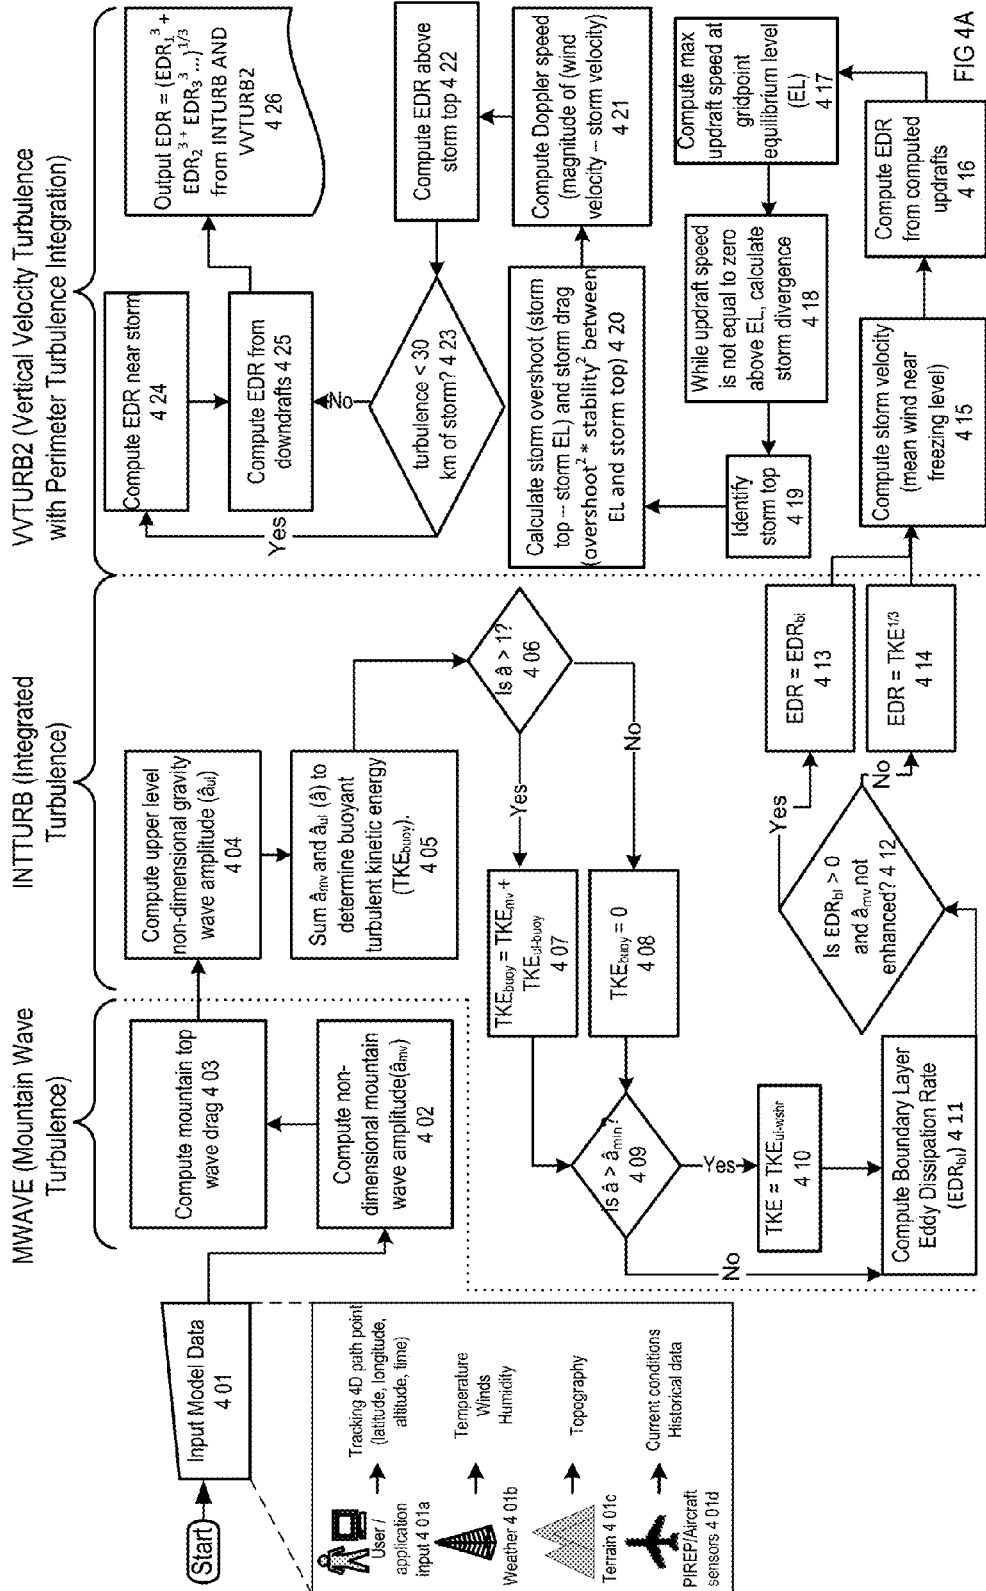 MWAVE (Mountain Wave
Turbulence)
INTTURB (Integrated
Turbulence)
VVTURB2 (Vertical Velocity Turbulence
with Perimeter Turbulence Integration)
Start
Input Model Data
4 01
User /
application
input 4 01a
Tracking 4D path point
(latitude, longitude,
altitude, time)
Weather 4 01b
Temperature
Winds
Humidity
Terrain 4 01c
Topography
PIREP/Aircraft
sensors 4 01d
Current conditions
Historical data
Compute non-
dimensional mountain
wave amplitude(âmv)
4 02
Compute mountain top
wave drag 4 03
Compute upper level
non-dimensional gravity
wave amplitude (âul)
4 04
Sum âmv and âul (â) to
determine buoyant
turbulent kinetic energy
(TKEbuoy).
4 05
Is â > 1?
4 06
Yes
No
TKEbuoy = TKEmv +
TKEul-buoy
4 07
TKEbuoy = 0
4 08
Is â > âmin?
4 09
Yes
No
TKE ≈ TKEul-wshr
4 10
Compute Boundary Layer
Eddy Dissipation Rate
(EDRbl) 4 11
Is EDRbl > 0
and âmv not
enhanced? 4 12
Yes
No
EDR = EDRbl
4 13
EDR = TKE^1/3
4 14
Compute storm velocity
(mean wind near
freezing level)
4 15
Compute EDR
from computed
updrafts
4 16
Compute max
updraft speed at
gridpoint
equilibrium level
(EL)
4 17
While updraft speed
is not equal to zero
above EL, calculate
storm divergence
4 18
Identify
storm top
4 19
Calculate storm overshoot (storm
top -- storm EL) and storm drag
(overshoot² * stability² between
EL and storm top) 4 20
Compute Doppler speed
(magnitude of (wind
velocity -- storm velocity)
4 21
Compute EDR above
storm top 4 22
turbulence < 30
km of storm? 4 23
Yes
No
Compute EDR near storm
4 24
Compute EDR from
downdrafts 4 25
Output EDR = (EDR₁³ +
EDR₂³ + EDR₃³ ...)^1/3
from INTURB AND
VVTURB2
4 26
FIG 4A